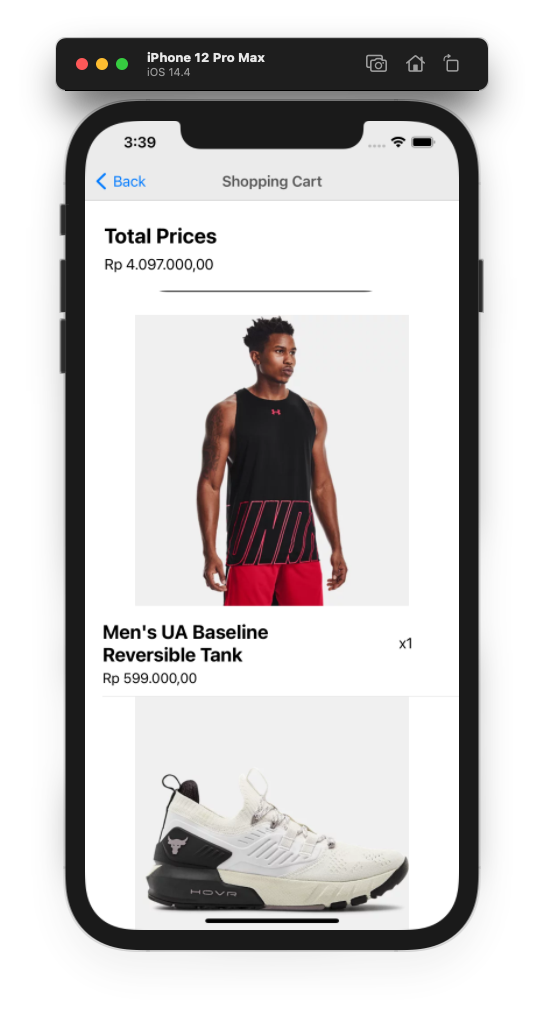 iPhone 12 Pro Max
iOS 14.4
3:39
Back
Shopping Cart
Total Prices
Rp 4.097.000,00
UNDR
Men's UA Baseline
Reversible Tank
x1
Rp 599.000,00
HOVR